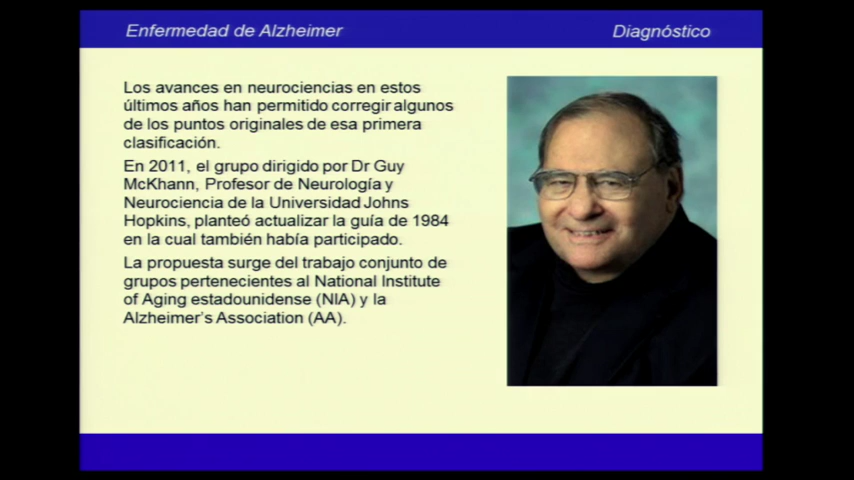 Enfermedad de Alzheimer
Diagnóstico
Los avances en neurociencias en estos
últimos años han permitido corregir algunos
de los puntos originales de esa primera
clasificación.
En 2011, el grupo dirigido por Dr Guy
McKhann, Profesor de Neurología y
Neurociencia de la Universidad Johns
Hopkins, planteó actualizar la guía de 1984
en la cual también había participado.
La propuesta surge del trabajo conjunto de
grupos pertenecientes al National Institute
of Aging estadounidense (NIA) y la
Alzheimer's Association (AA).